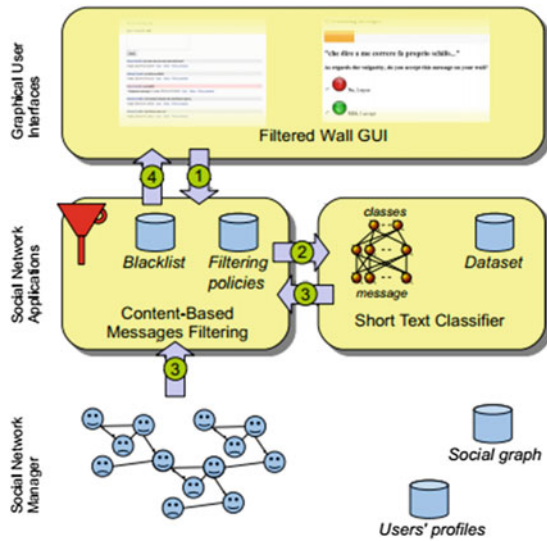 Graphical User
Interfaces
"che dire a me correre fa proprio schifo..."
As regards the vulgarity, do you accept this message on your wall?
No, I reject
Filtered Wall GUI
4
1
Social Network
Applications
Blacklist
Filtering
policies
Content-Based
Messages Filtering
2
3
classes
message
Dataset
Short Text Classifier
3
Social Network
Manager
Social graph
Users' profiles